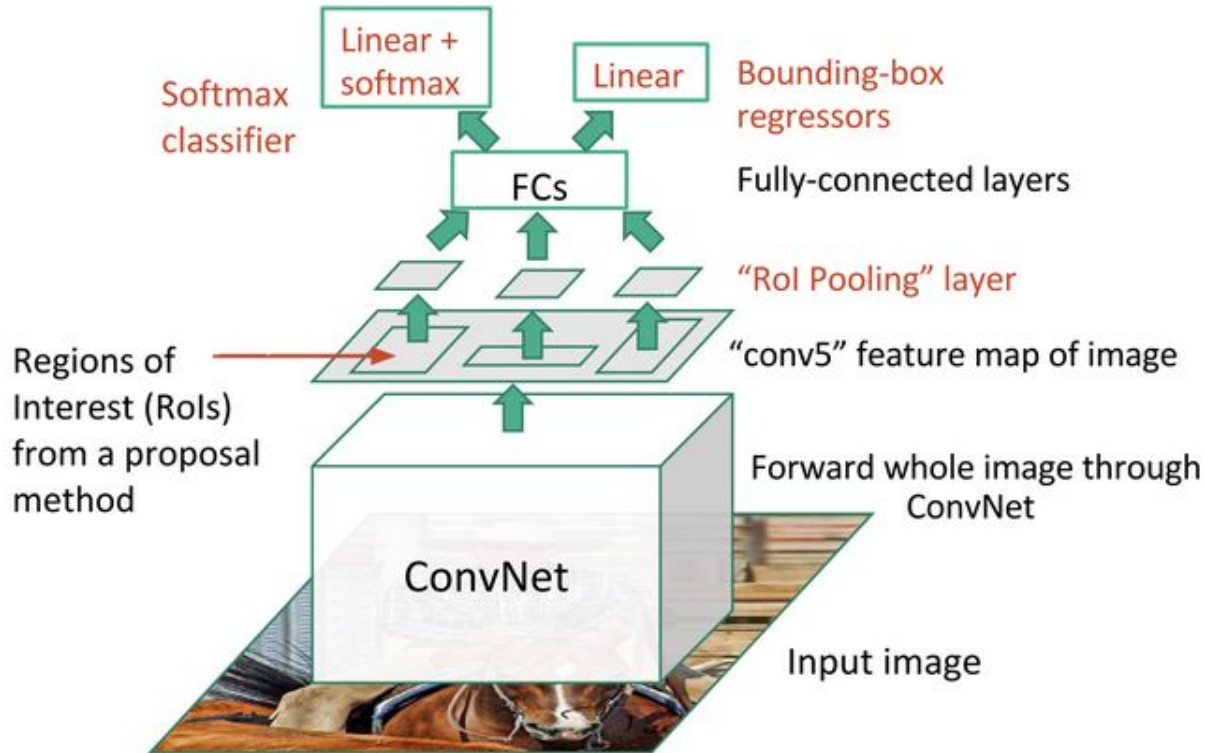 Linear +
softmax
Linear
Softmax
classifier
Bounding-box
regressors
FCs
Fully-connected layers
“RoI Pooling” layer
Regions of
Interest (RoIs)
from a proposal
method
“conv5” feature map of image
Forward whole image through
ConvNet
ConvNet
Input image